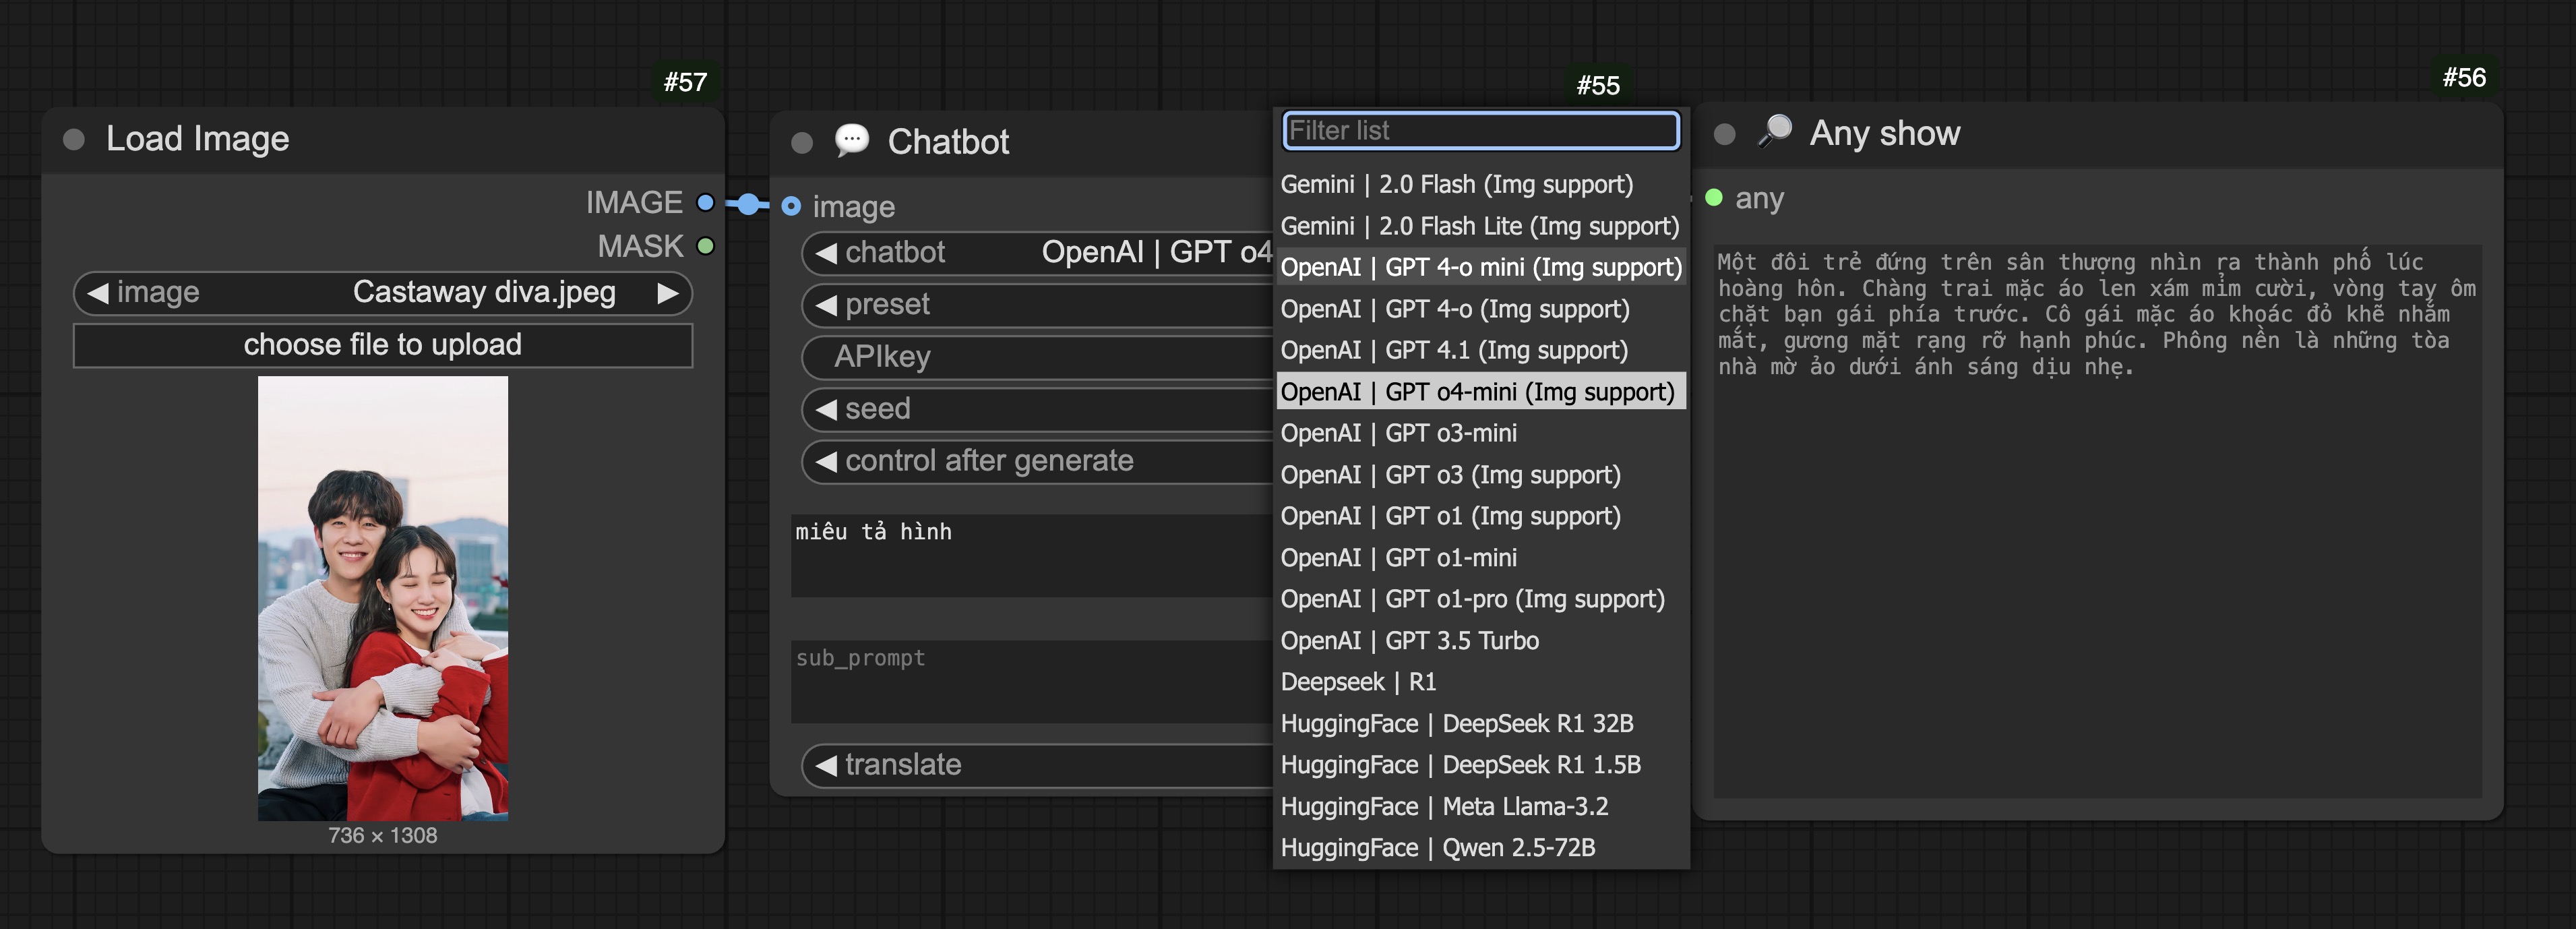 #57
Load Image
IMAGE
MASK
image Castaway diva.jpeg
choose file to upload
736 × 1308
#55
Chatbot
image
chatbot OpenAI | GPT o4
preset
APIkey
seed
control after generate
miêu tả hình
sub_prompt
translate
Filter list
Gemini | 2.0 Flash (Img support)
Gemini | 2.0 Flash Lite (Img support)
OpenAI | GPT 4-o mini (Img support)
OpenAI | GPT 4-o (Img support)
OpenAI | GPT 4.1 (Img support)
OpenAI | GPT o4-mini (Img support)
OpenAI | GPT o3-mini
OpenAI | GPT o3 (Img support)
OpenAI | GPT o1 (Img support)
OpenAI | GPT o1-mini
OpenAI | GPT o1-pro (Img support)
OpenAI | GPT 3.5 Turbo
Deepseek | R1
HuggingFace | DeepSeek R1 32B
HuggingFace | DeepSeek R1 1.5B
HuggingFace | Meta Llama-3.2
HuggingFace | Qwen 2.5-72B
#56
Any show
any
Một đôi trẻ đứng trên sân thượng nhìn ra thành phố lúc
hoàng hôn. Chàng trai mặc áo len xám mỉm cười, vòng tay ôm
chặt bạn gái phía trước. Cô gái mặc áo khoác đỏ khẽ nhắm
mắt, gương mặt rạng rỡ hạnh phúc. Phông nền là những tòa
nhà mờ ảo dưới ánh sáng dịu nhẹ.